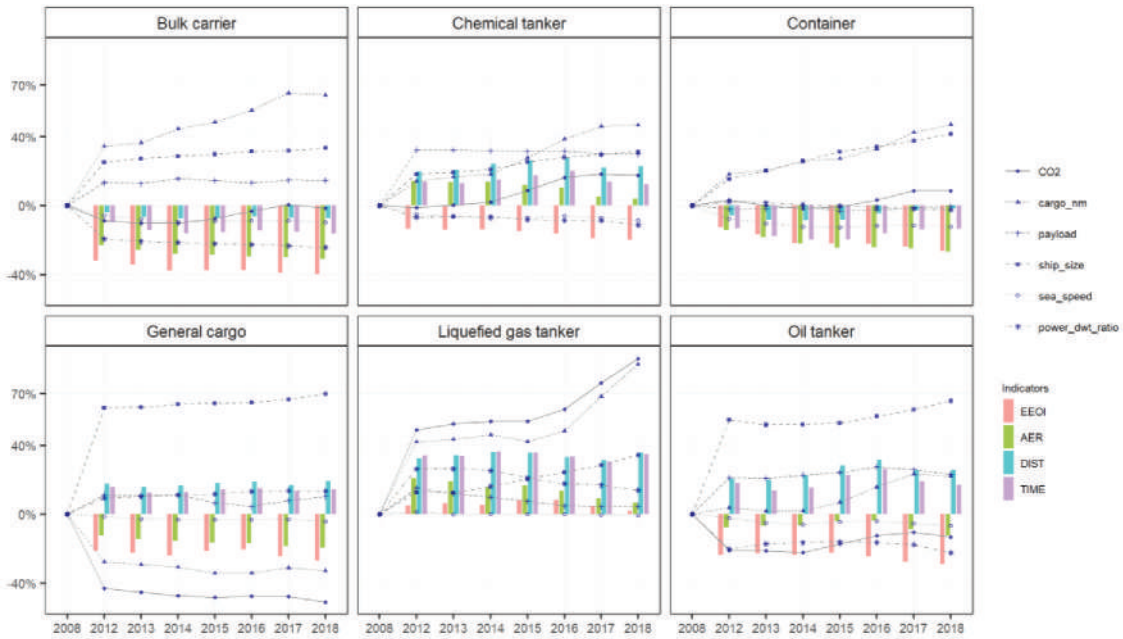 Bulk carrier
Chemical tanker
Container
70%
40%
0%
-40%
General cargo
Liquefied gas tanker
Oil tanker
70%
40%
0%
-40%
2008 2012 2013 2014 2015 2016 2017 2018
2008 2012 2013 2014 2015 2016 2017 2018
2008 2012 2013 2014 2015 2016 2017 2018
CO2
cargo_nm
payload
ship_size
sea_speed
power_dwt_ratio
Indicators
EEOI
AER
DIST
TIME